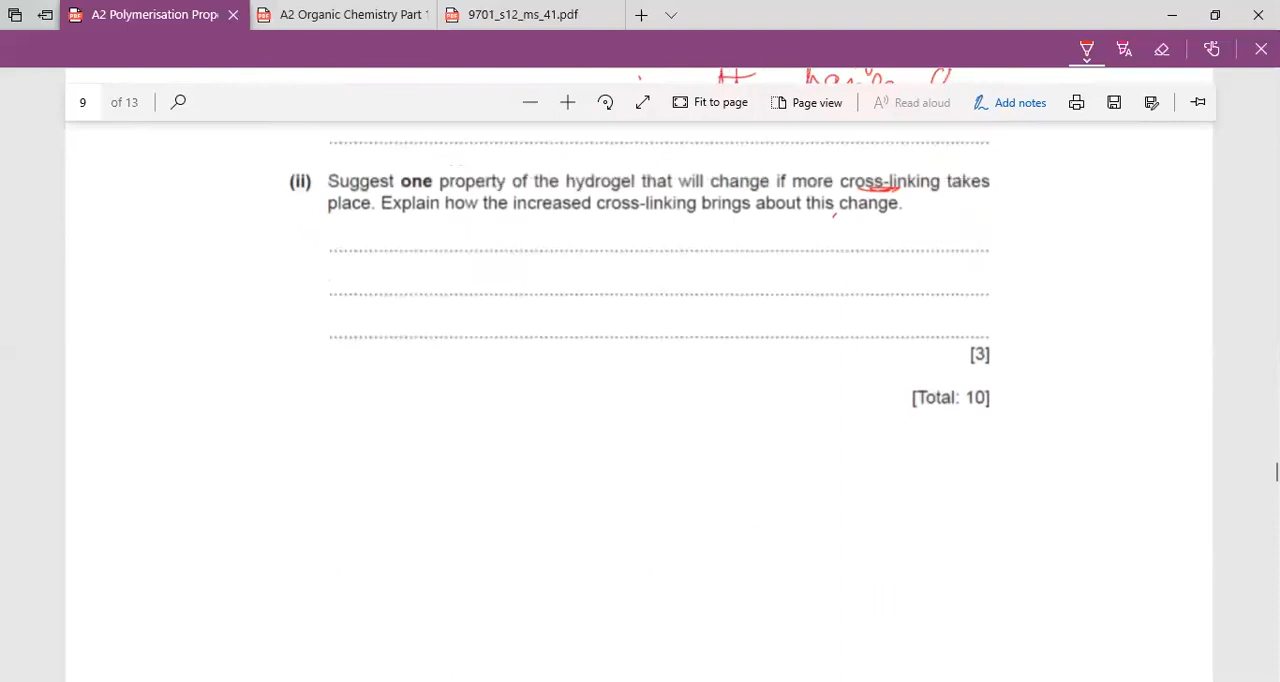 A2 Polymerisation Prop
A2 Organic Chemistry Part 1
9701_s12_ms_41.pdf
9 of 13
Fit to page
Page view
Read aloud
Add notes
(ii) Suggest one property of the hydrogel that will change if more cross-linking takes
place. Explain how the increased cross-linking brings about this change.
[3]
[Total: 10]